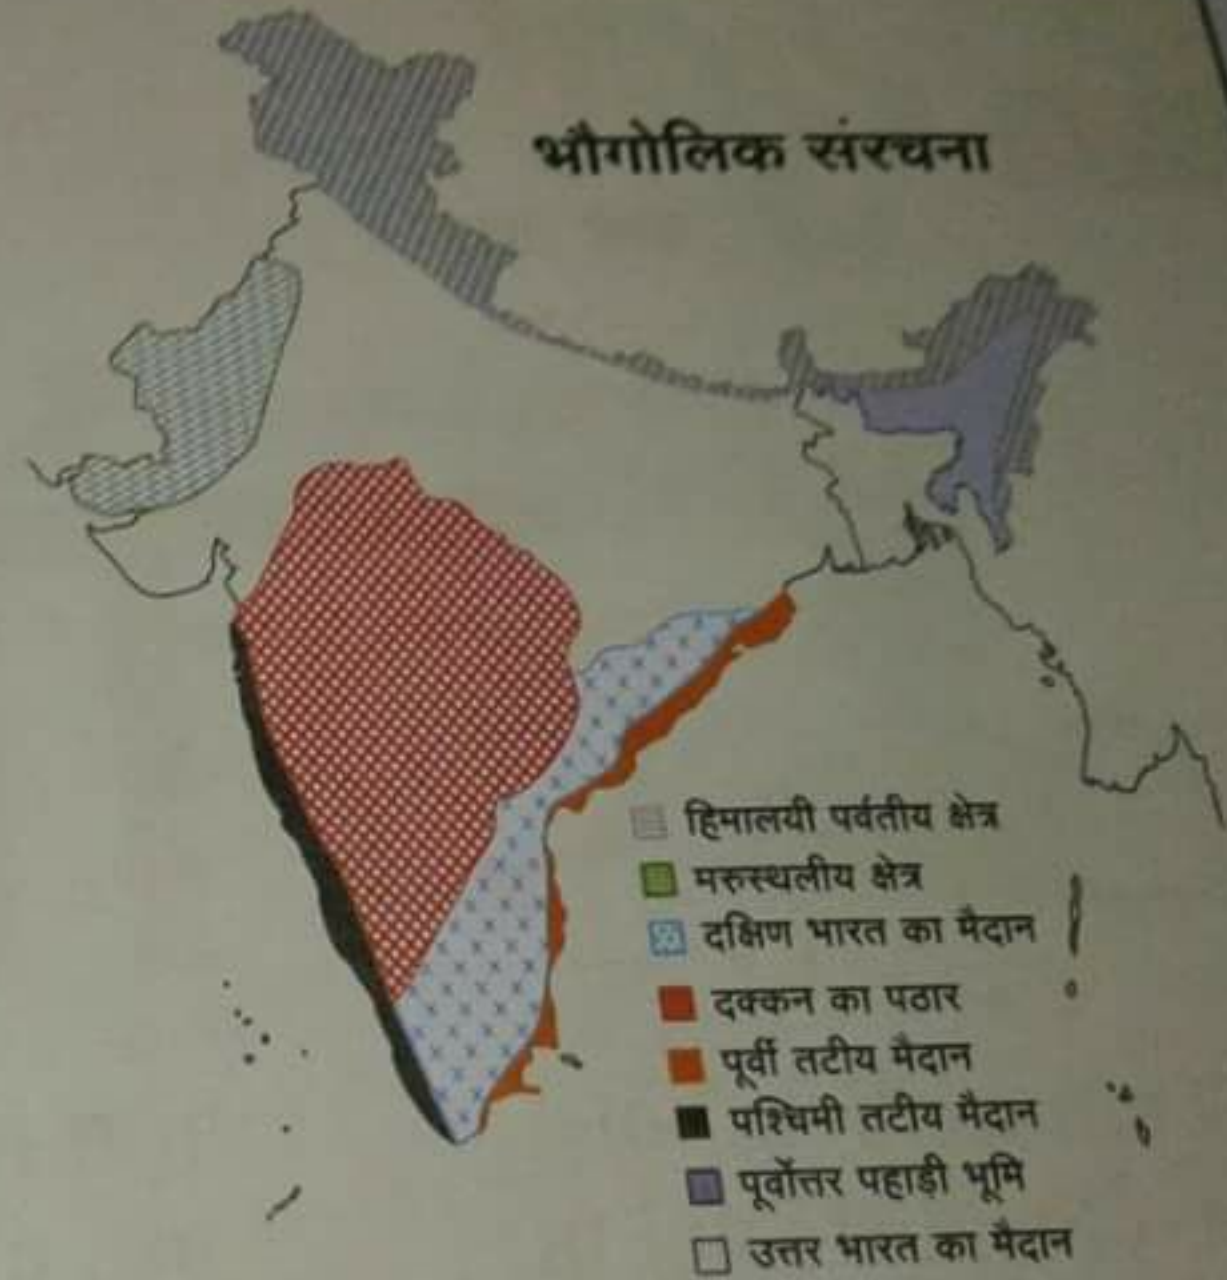 भौगोलिक संरचना
हिमालयी पर्वतीय क्षेत्र
मरुस्थलीय क्षेत्र
दक्षिण भारत का मैदान
दक्कन का पठार
पूर्वी तटीय मैदान
पश्चिमी तटीय मैदान
पूर्वोत्तर पहाड़ी भूमि
उत्तर भारत का मैदान